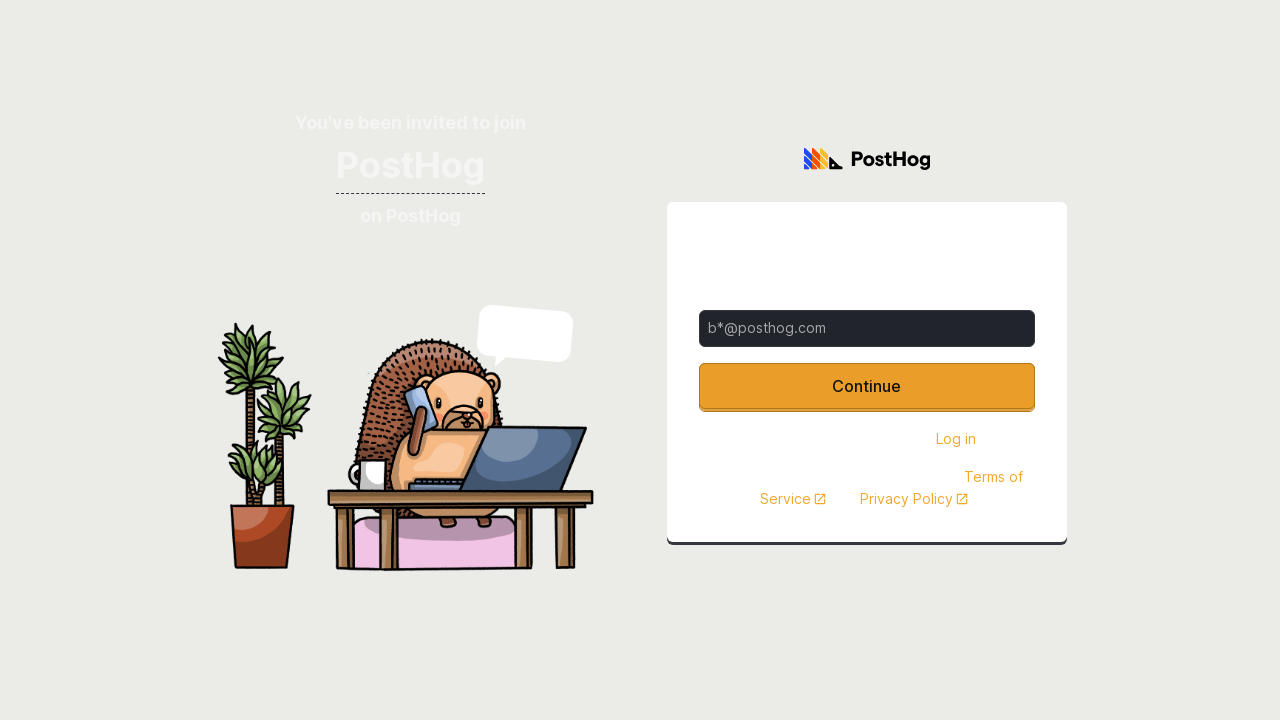 You've been invited to join
PostHog
on PostHog
PostHog
b*@posthog.com
Continue
Log in
Terms of
Service
Privacy Policy